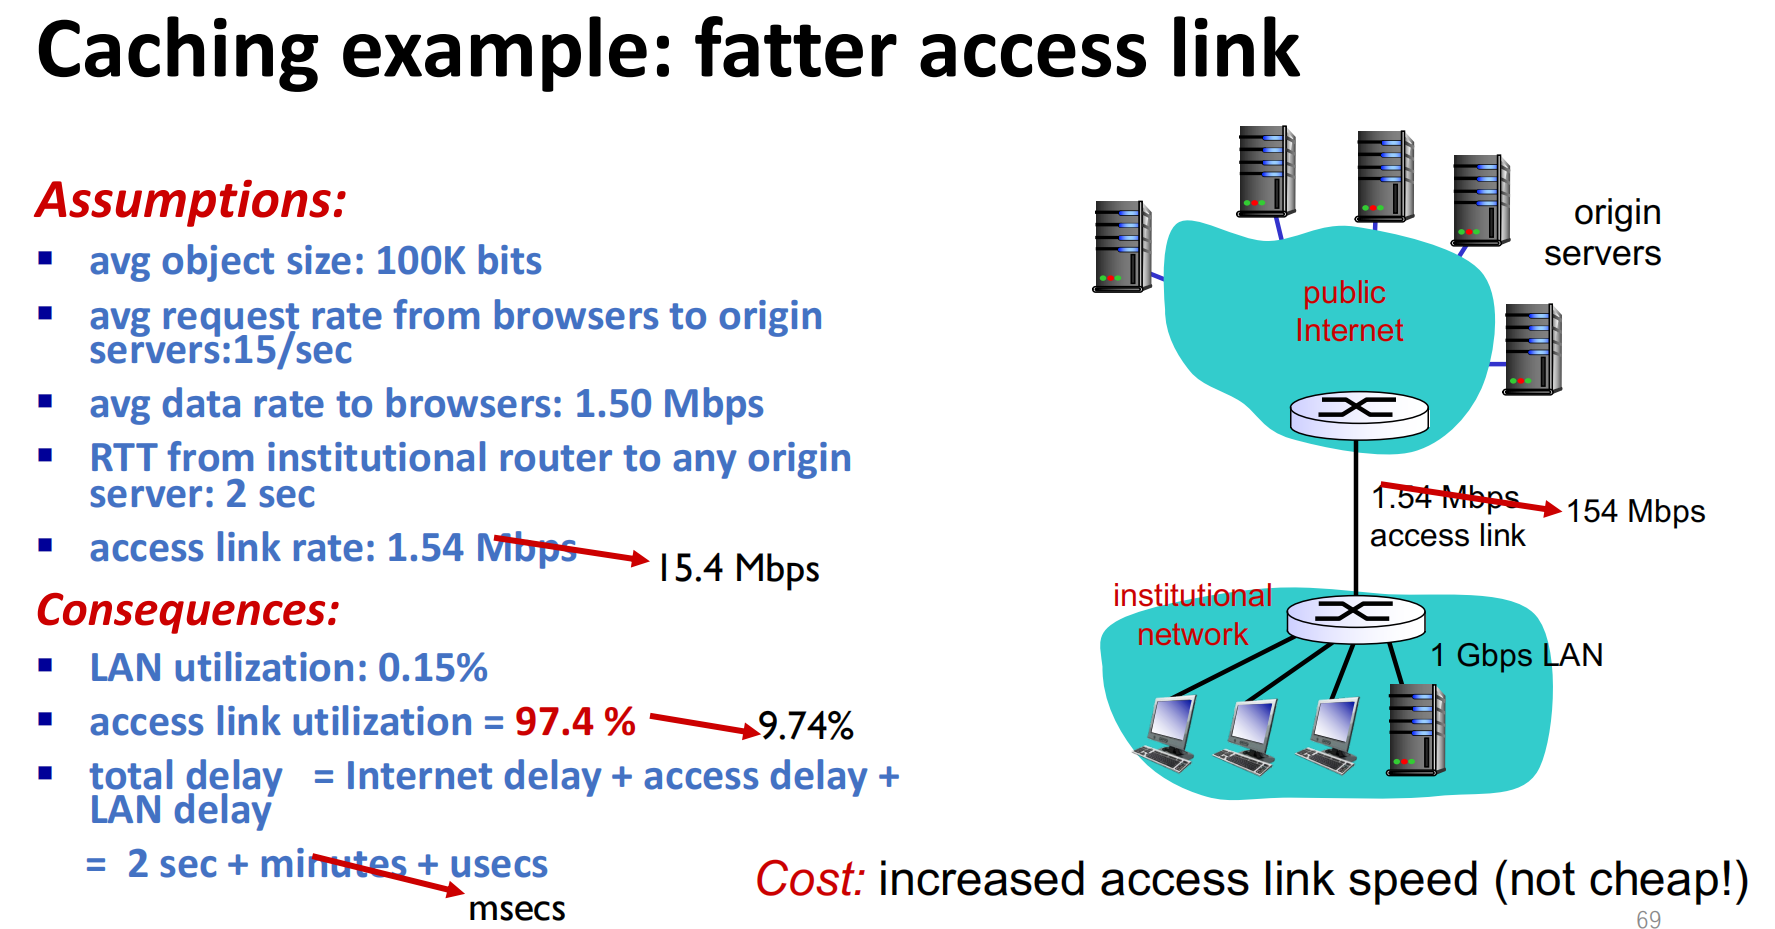 Caching example: fatter access link
Assumptions:
avg object size: 100K bits
avg request rate from browsers to origin
servers:15/sec
avg data rate to browsers: 1.50 Mbps
RTT from institutional router to any origin
server: 2 sec
access link rate: 1.54 Mbps
15.4 Mbps
Consequences:
LAN utilization: 0.15%
access link utilization = 97.4 %
9.74%
total delay = Internet delay + access delay +
LAN delay
= 2 sec + minutes + usecs
msecs
origin
servers
public
Internet
1.54 Mbps
access link
154 Mbps
institutional
network
1 Gbps LAN
Cost: increased access link speed (not cheap!)
69